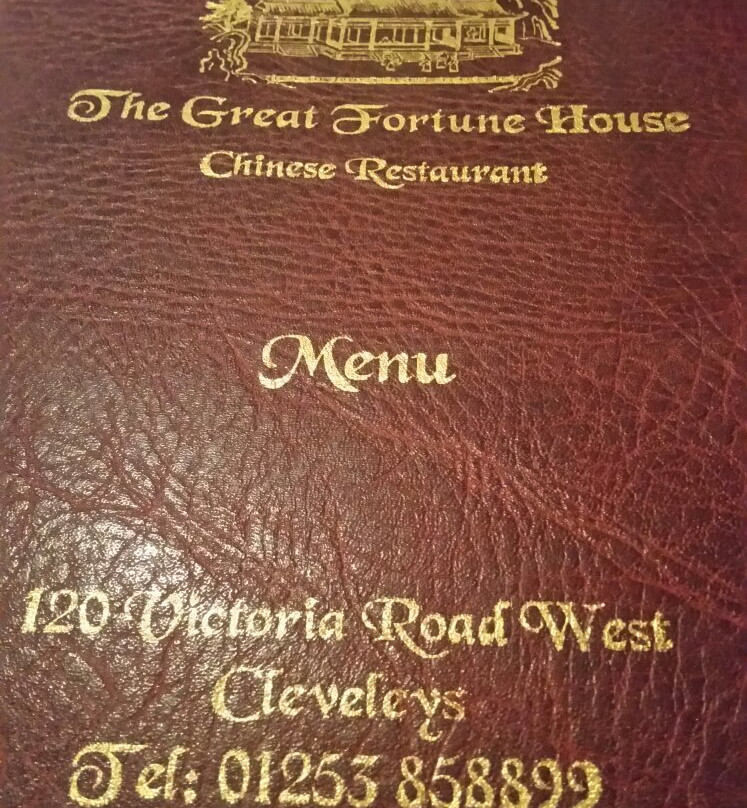 The Great Fortune House
Chinese Restaurant
Menu
120 Victoria Road West
Cleveleys
Tel: 01253 858899